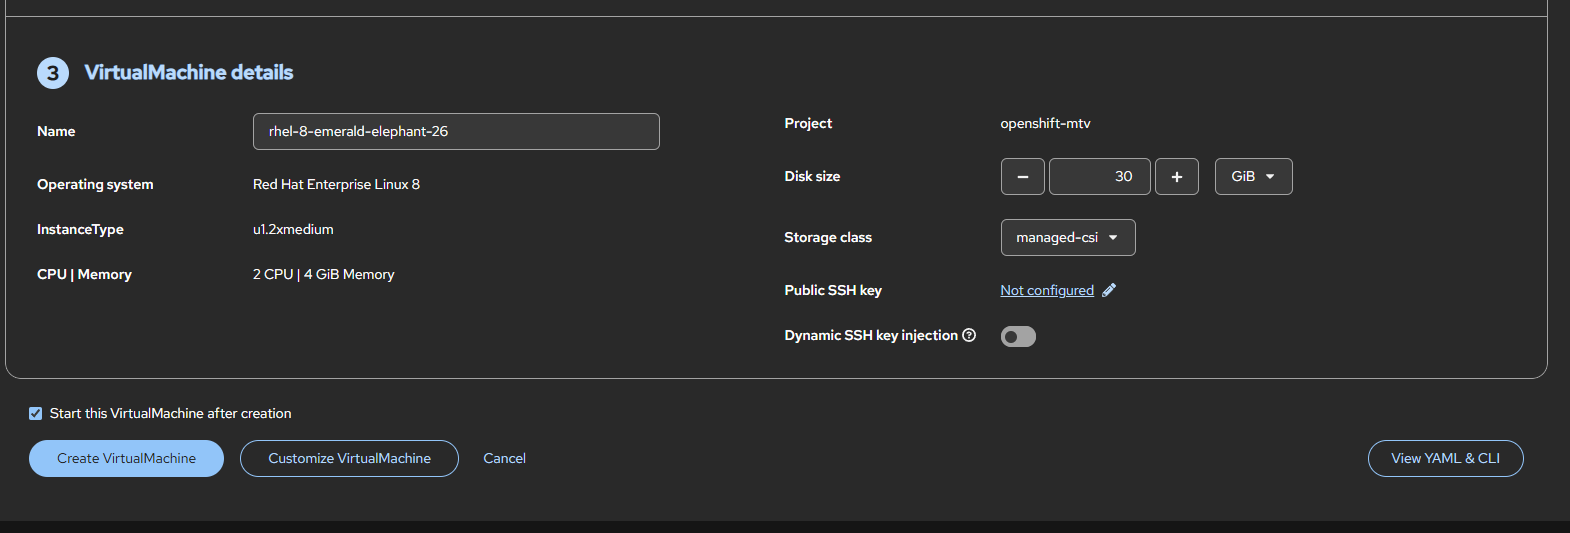 3 VirtualMachine details
Name rhel-8-emerald-elephant-26
Operating system Red Hat Enterprise Linux 8
InstanceType u1.2xmedium
CPU | Memory 2 CPU | 4 GiB Memory
Project openshift-mtv
Disk size − 30 + GiB
Storage class managed-csi
Public SSH key Not configured
Dynamic SSH key injection
Start this VirtualMachine after creation
Create VirtualMachine Customize VirtualMachine Cancel View YAML & CLI